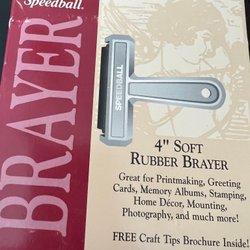 Speedball.
BRAYER
SPEEDBALL
4" SOFT
RUBBER BRAYER
Great for Printmaking, Greeting
Cards, Memory Albums, Stamping,
Home Décor, Mounting,
Photography, and much more!
FREE Craft Tips Brochure Inside!